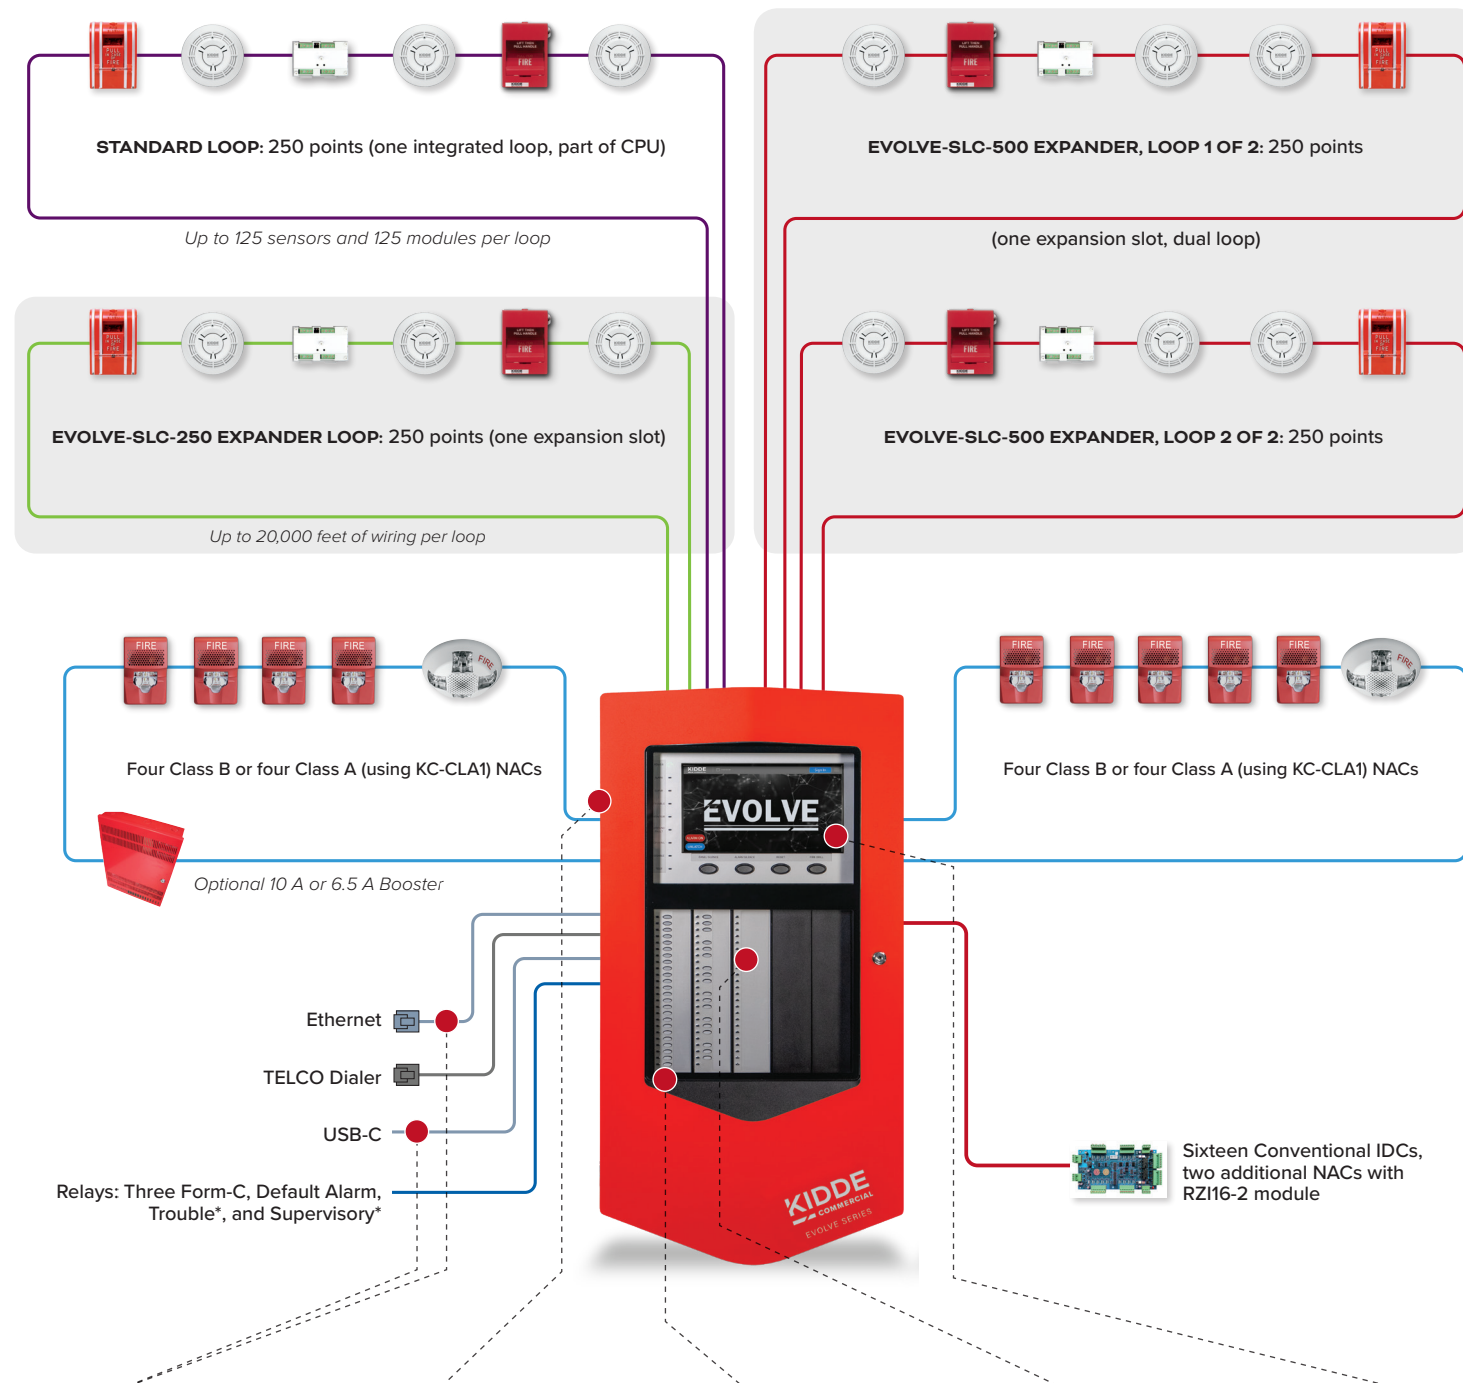 STANDARD LOOP: 250 points (one integrated loop, part of CPU)
Up to 125 sensors and 125 modules per loop
EVOLVE-SLC-500 EXPANDER, LOOP 1 OF 2: 250 points
(one expansion slot, dual loop)
EVOLVE-SLC-250 EXPANDER LOOP: 250 points (one expansion slot)
Up to 20,000 feet of wiring per loop
EVOLVE-SLC-500 EXPANDER, LOOP 2 OF 2: 250 points
FIRE
FIRE
FIRE
FIRE
FIRE
Four Class B or four Class A (using KC-CLA1) NACs
Optional 10 A or 6.5 A Booster
FIRE
FIRE
FIRE
FIRE
FIRE
FIRE
Four Class B or four Class A (using KC-CLA1) NACs
KIDDE
EVOLVE
Ethernet
TELCO Dialer
USB-C
Relays: Three Form-C, Default Alarm,
Trouble*, and Supervisory*
KIDDE
COMMERCIAL
EVOLVE SERIES
Sixteen Conventional IDCs,
two additional NACs with
RZI16-2 module